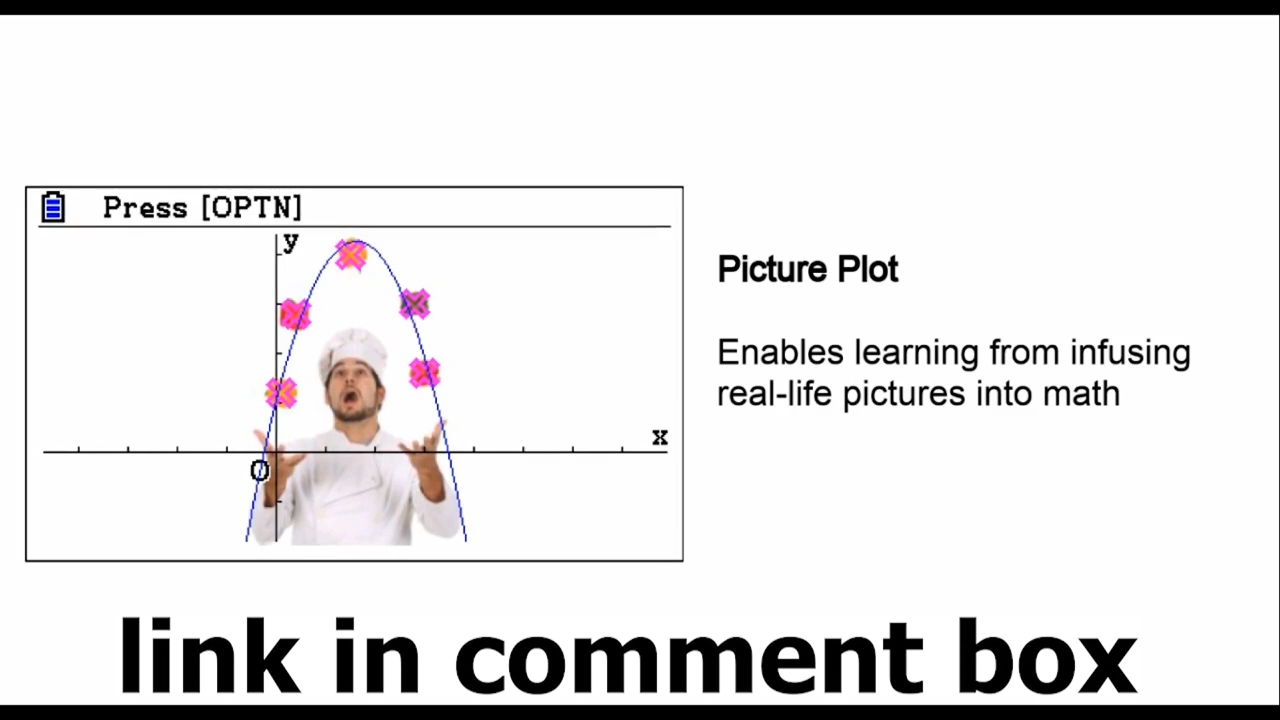 Press [OPTN]
y
x
O
Picture Plot
Enables learning from infusing
real-life pictures into math
link in comment box